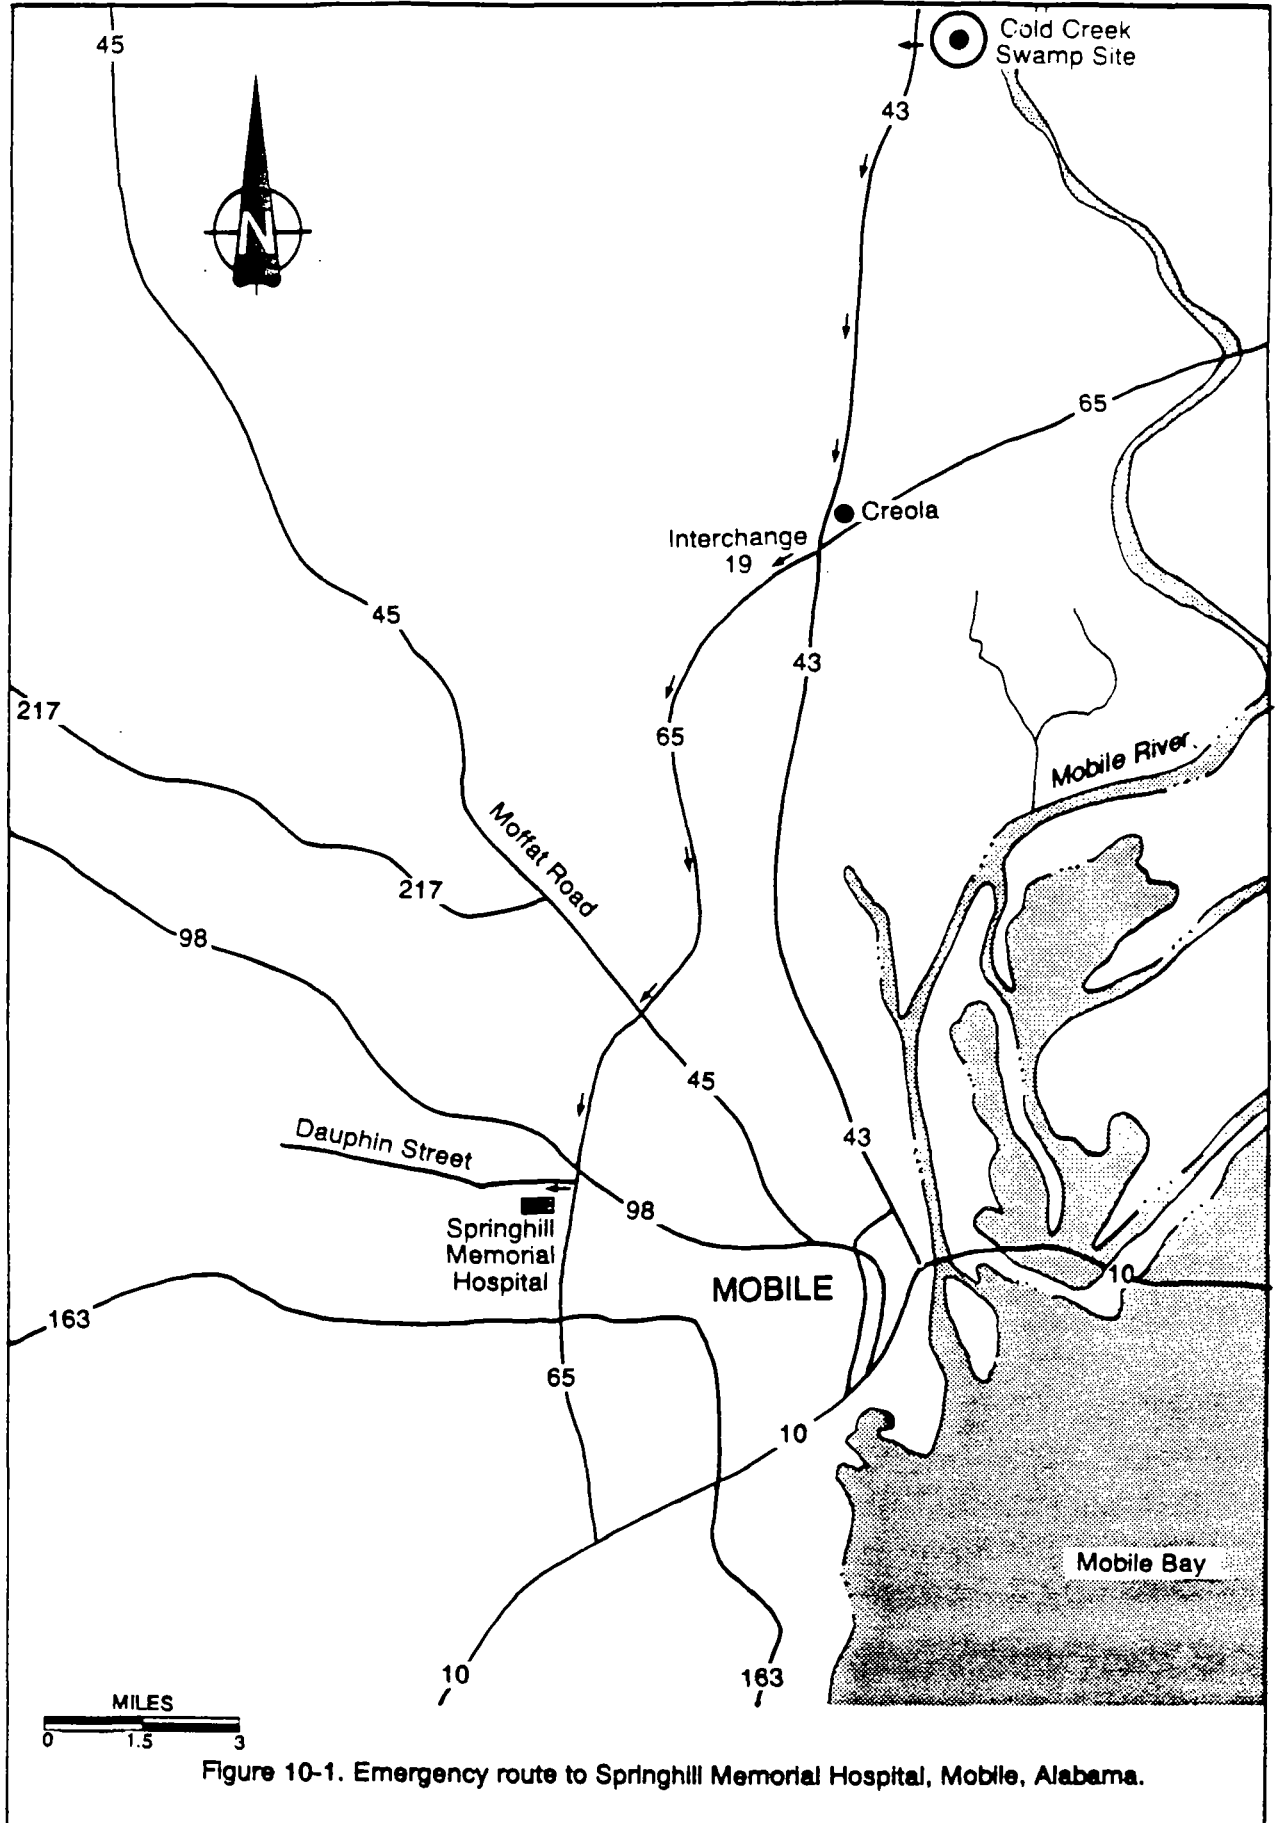 45
Cold Creek
Swamp Site
43
N
65
Creola
Interchange
19
45
43
217
65
Mobile River
Moffat Road
217
98
45
43
Dauphin Street
98
Springhill
Memorial
Hospital
10
MOBILE
163
65
10
Mobile Bay
10
163
MILES
0 1.5 3
Figure 10-1. Emergency route to Springhill Memorial Hospital, Mobile, Alabama.